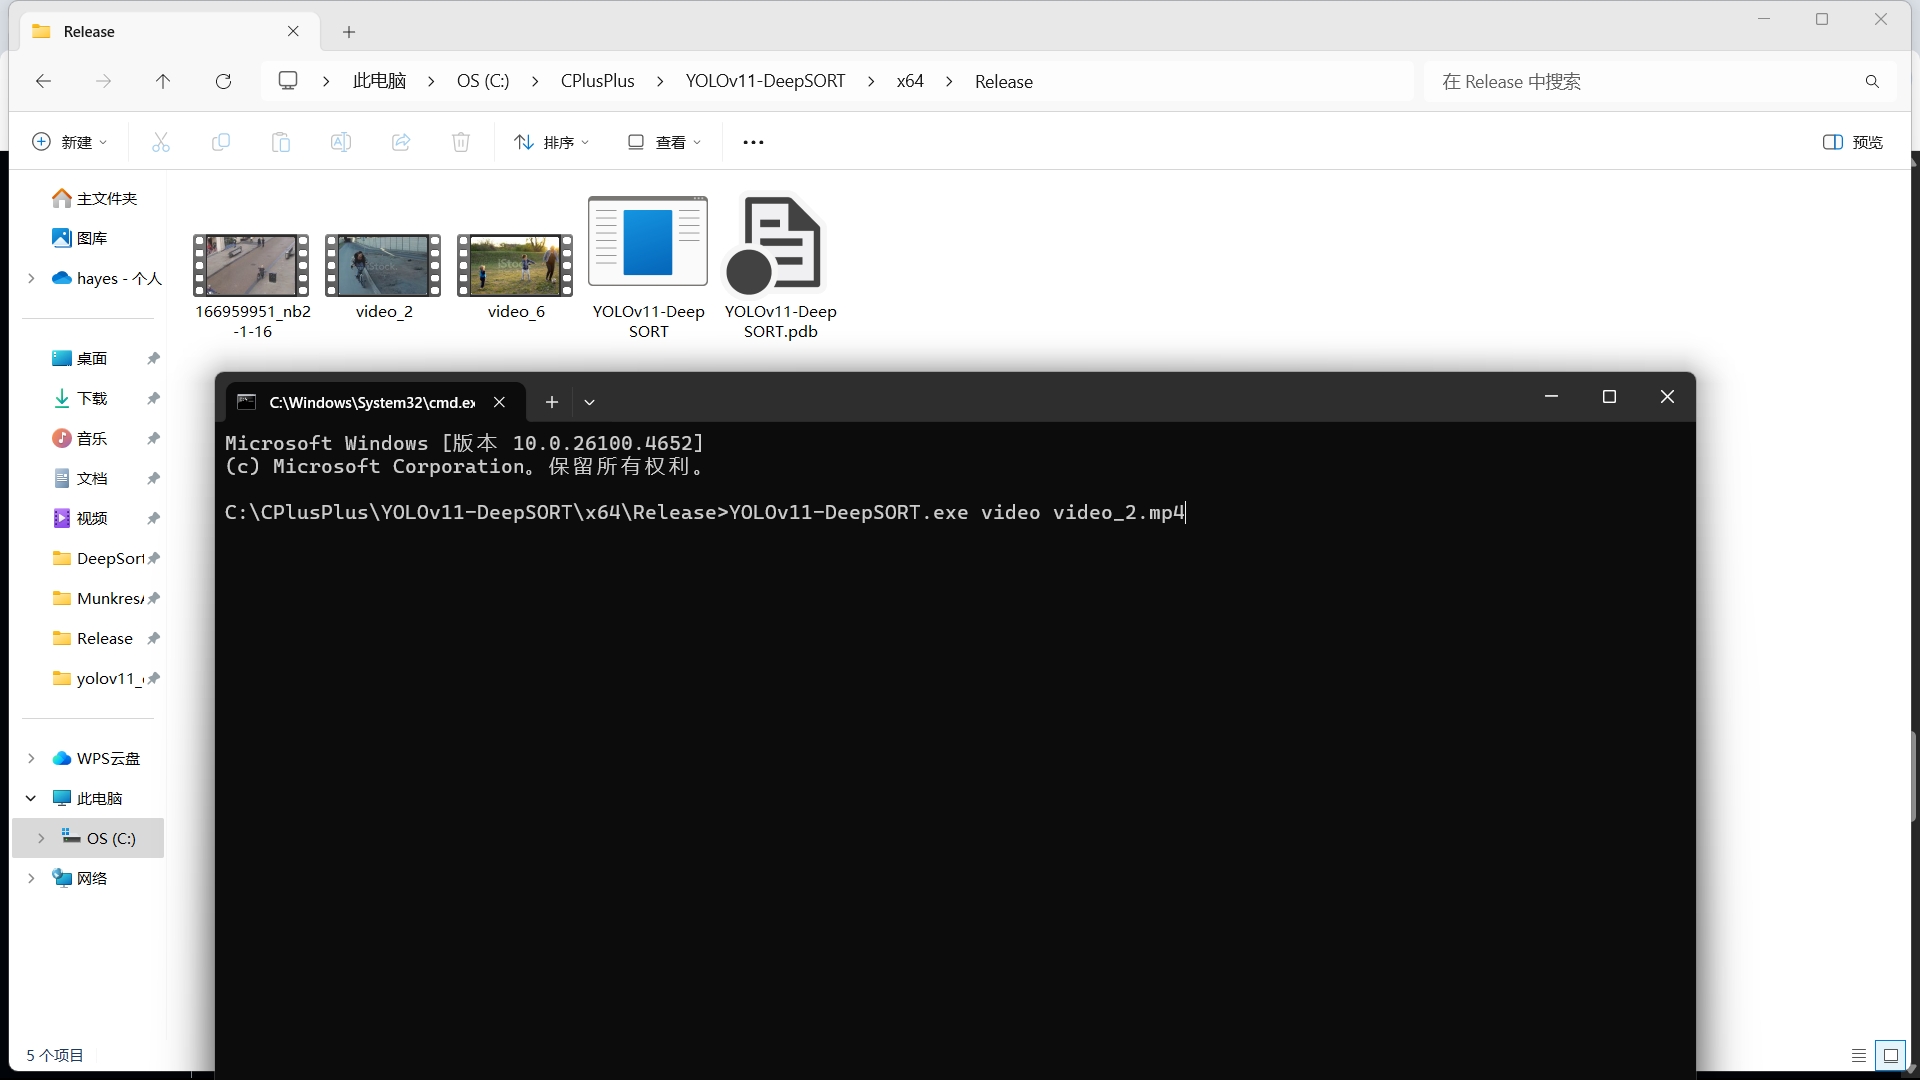 Release
此电脑 OS (C:) CPlusPlus YOLOv11-DeepSORT x64 Release
在 Release 中搜索
新建 排序 查看 ... 预览
主文件夹
图库
hayes - 个人
桌面
下载
音乐
文档
视频
DeepSort
MunkresA
Release
yolov11_
WPS云盘
此电脑
OS (C:)
网络
166959951_nb2
-1-16
video_2
video_6
YOLOv11-Deep
SORT
YOLOv11-Deep
SORT.pdb
C:\Windows\System32\cmd.ex
Microsoft Windows [版本 10.0.26100.4652]
(c) Microsoft Corporation。保留所有权利。
C:\CPlusPlus\YOLOv11-DeepSORT\x64\Release>YOLOv11-DeepSORT.exe video video_2.mp4
5 个项目